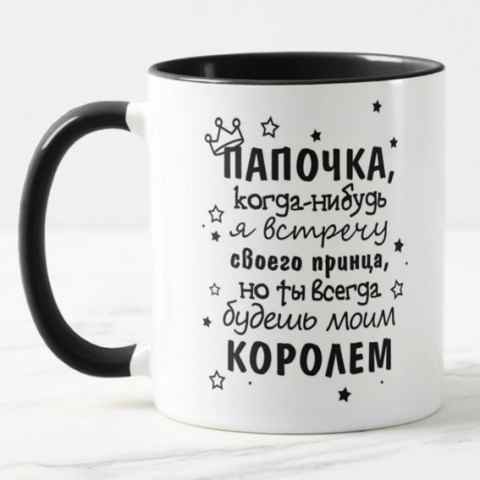 ПАПОЧКА,
когда-нибудь
я встречу
своего принца,
но ты всегда
будешь моим
КОРОЛЕМ